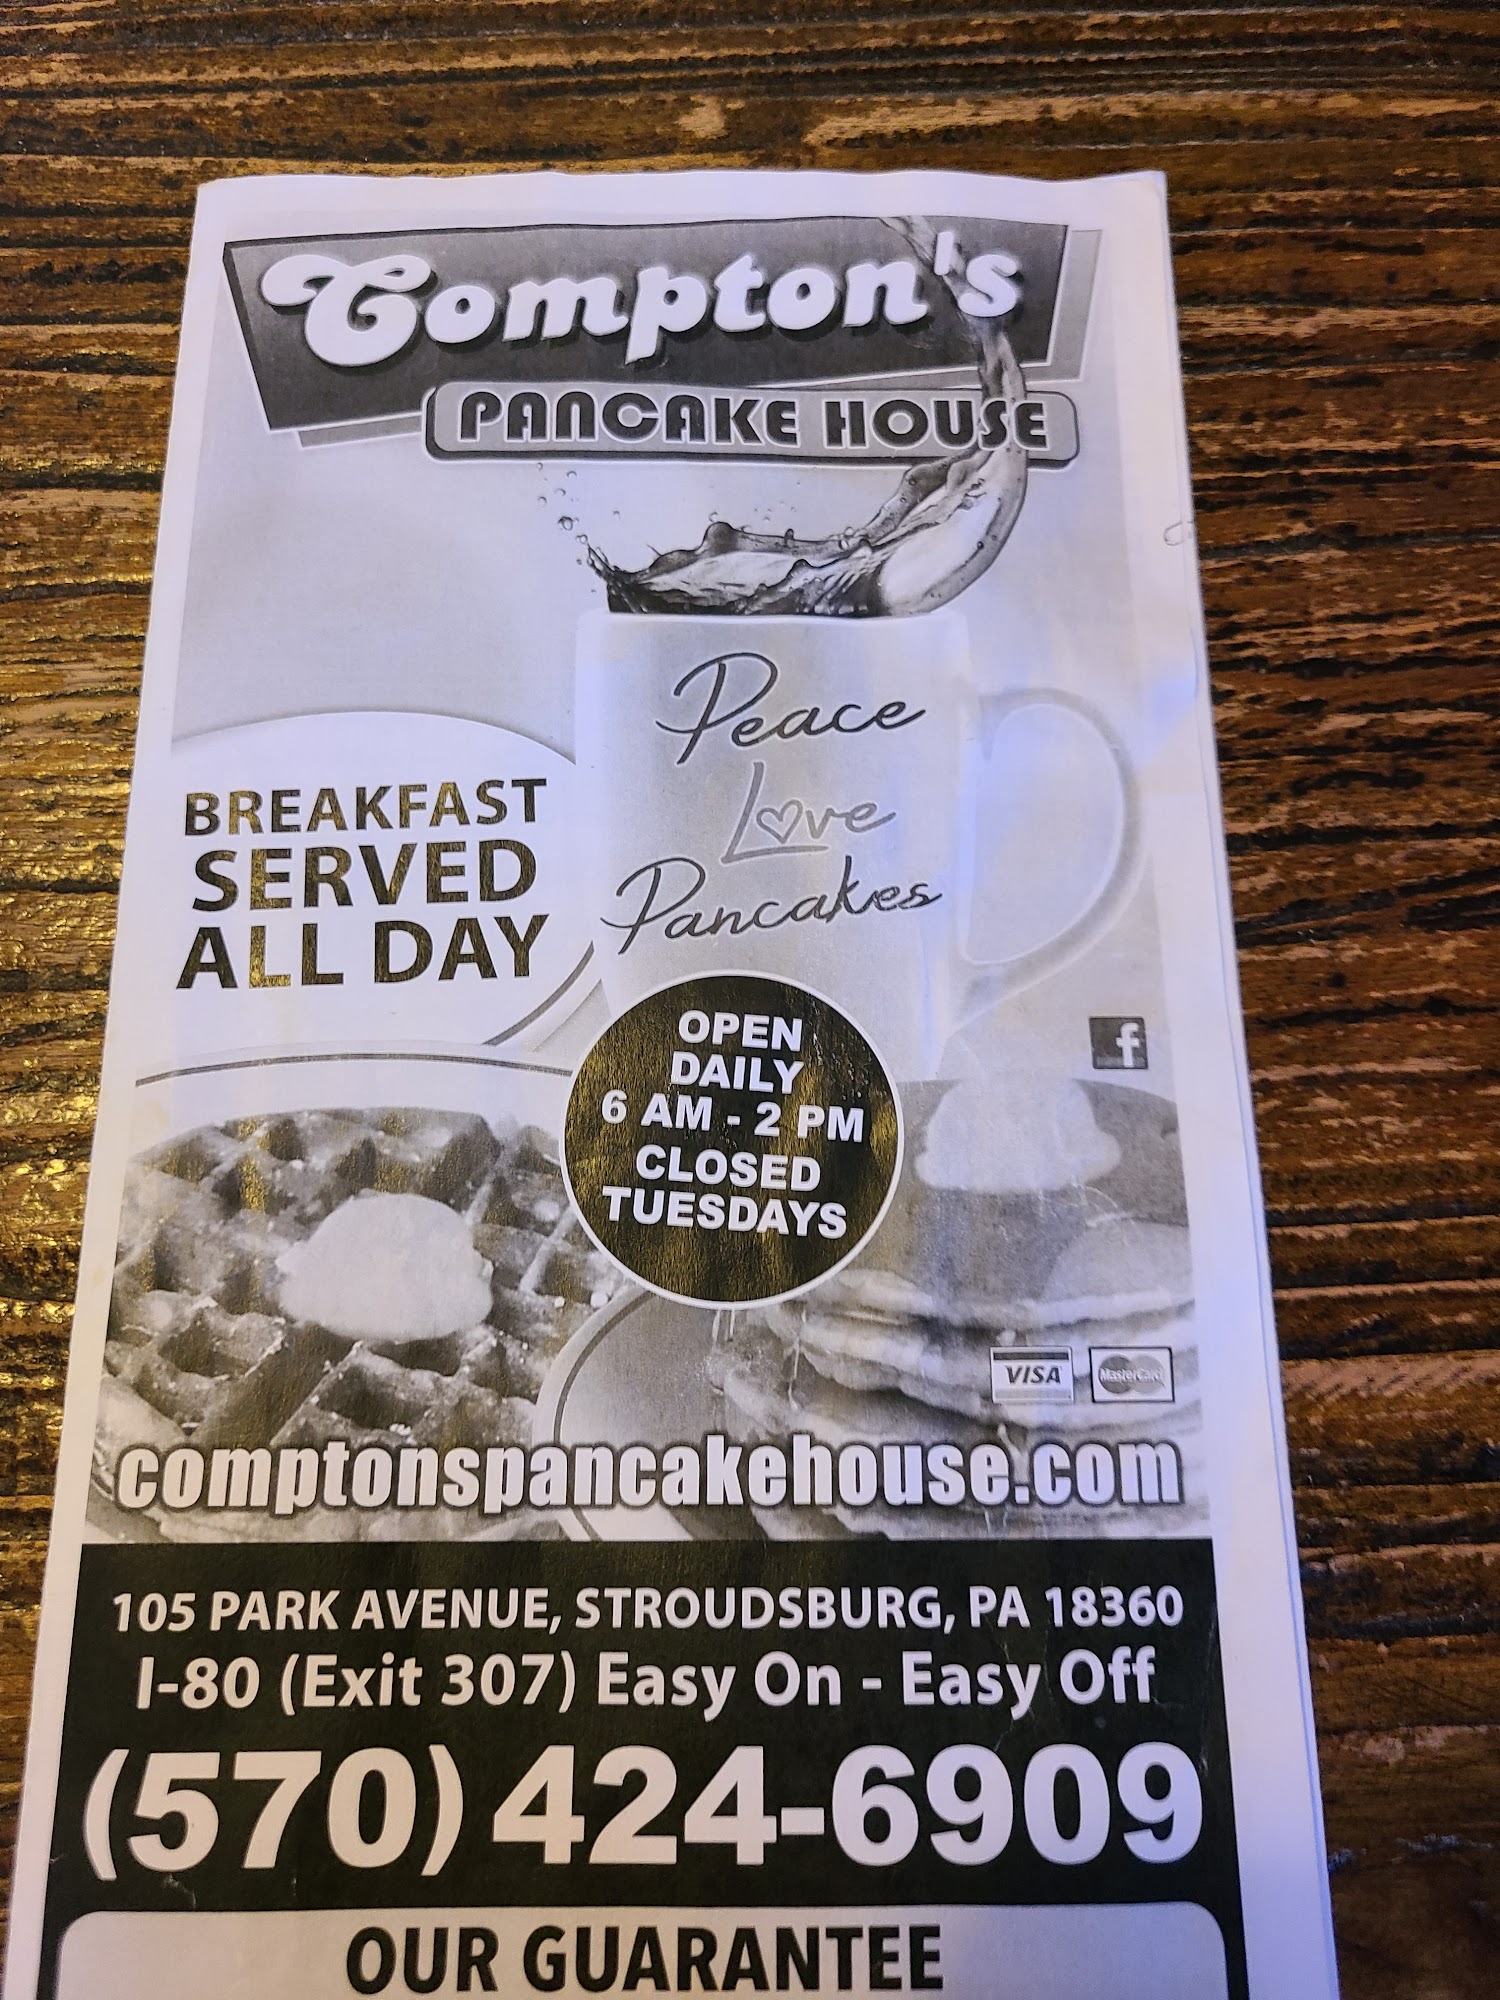 Compton's
PANCAKE HOUSE
Peace
Love
Pancakes
BREAKFAST
SERVED
ALL DAY
OPEN
DAILY
6 AM - 2 PM
CLOSED
TUESDAYS
f
VISA
MasterCard
comptonspancakehouse.com
105 PARK AVENUE, STROUDSBURG, PA 18360
I-80 (Exit 307) Easy On - Easy Off
(570) 424-6909
OUR GUARANTEE